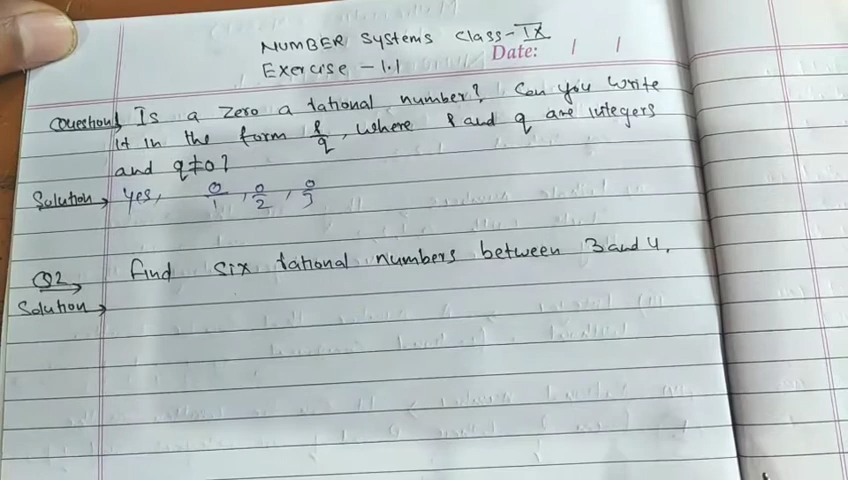 NUMBER Systems Class-IX
Date: / /
Exercise - 1.1
Question1 Is a zero a rational number? Can you write
it in the form p/q, where p and q are integers
and q≠0?
Solution → Yes, 0/1, 0/2, 0/3
Q2 → find six rational numbers between 3 and 4.
Solution →